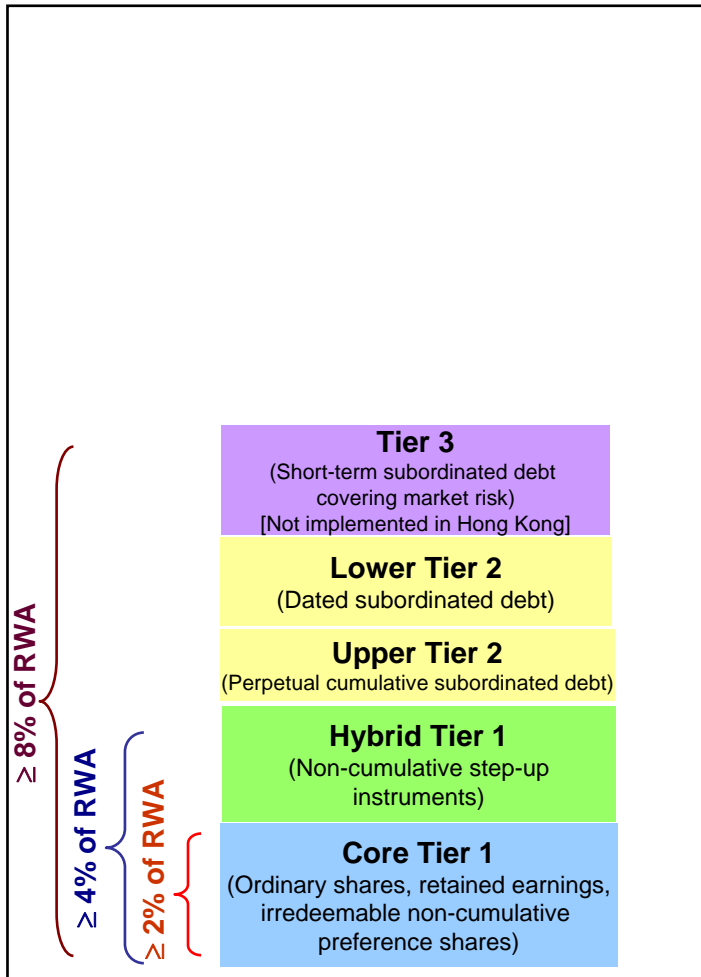 Tier 3
(Short-term subordinated debt
covering market risk)
[Not implemented in Hong Kong]
Lower Tier 2
(Dated subordinated debt)
Upper Tier 2
(Perpetual cumulative subordinated debt)
Hybrid Tier 1
(Non-cumulative step-up
instruments)
Core Tier 1
(Ordinary shares, retained earnings,
irredeemable non-cumulative
preference shares)
≥ 8% of RWA
≥ 4% of RWA
≥ 2% of RWA